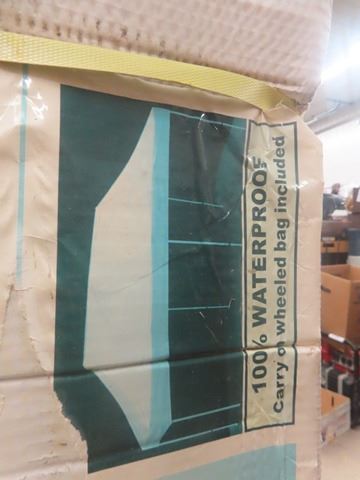 100% WATERPROOF
Carry on wheeled bag included